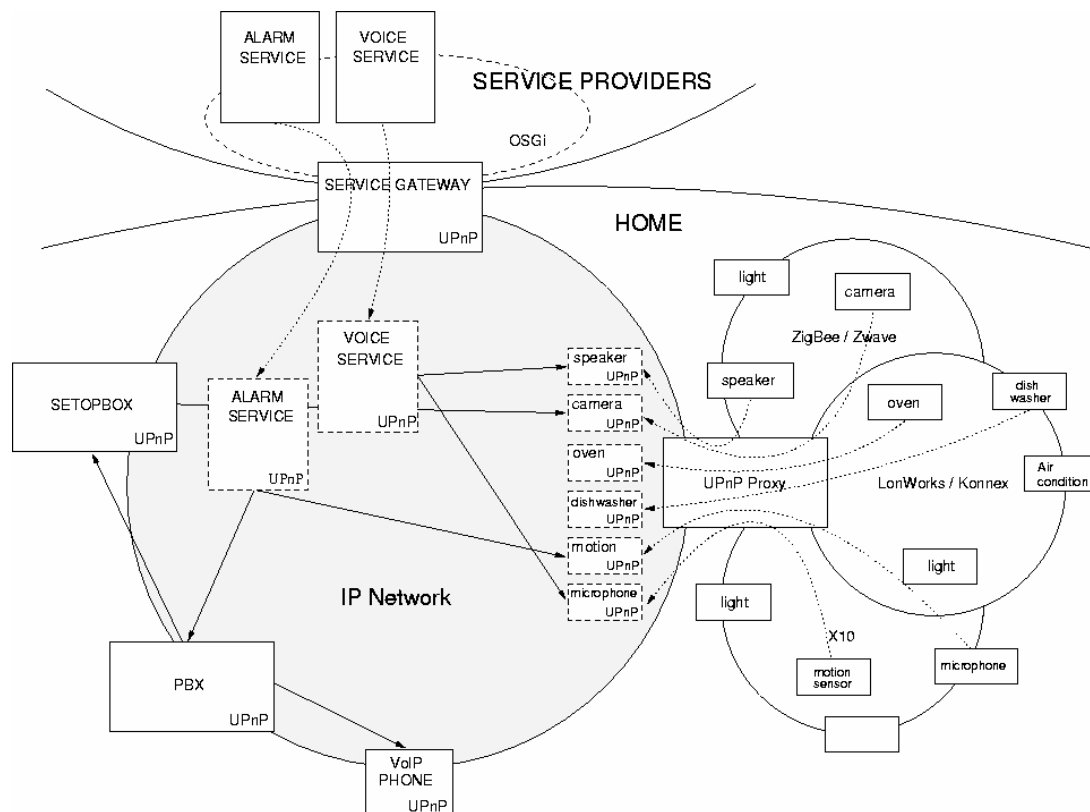 ALARM
SERVICE
VOICE
SERVICE
SERVICE PROVIDERS
OSGi
SERVICE GATEWAY
UPnP
HOME
light
camera
ZigBee / Zwave
VOICE
SERVICE
UPnP
speaker
UPnP
speaker
dish
washer
SETOPBOX
UPnP
ALARM
SERVICE
UPnP
camera
UPnP
oven
oven
UPnP
UPnP Proxy
LonWorks / Konnex
Air
condition
dishwasher
UPnP
motion
UPnP
light
IP Network
microphone
UPnP
light
X10
PBX
UPnP
motion
sensor
microphone
VoIP
PHONE
UPnP